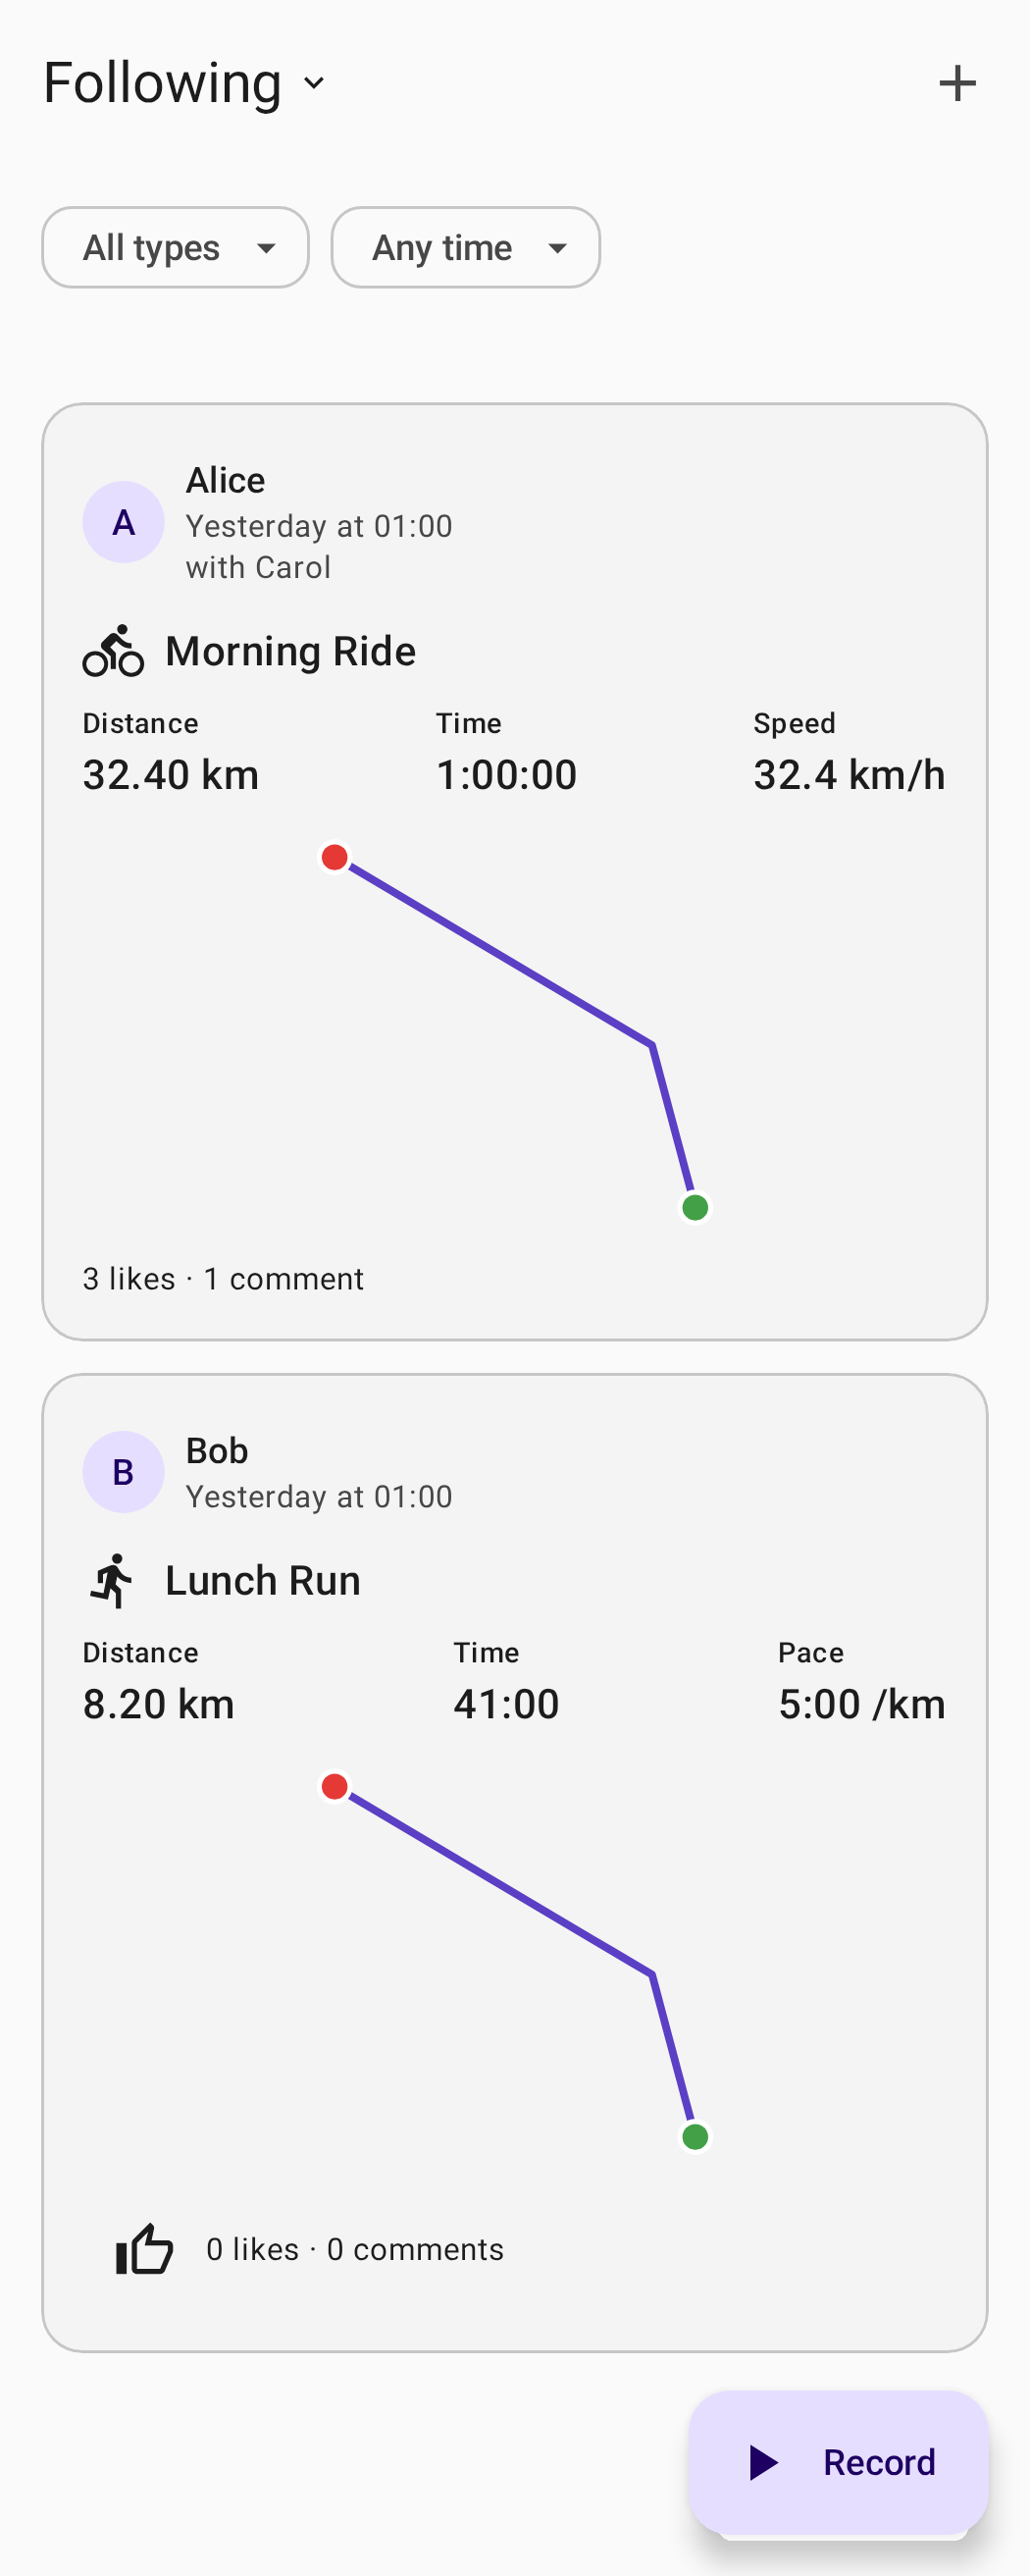 Following
All types
Any time
A
Alice
Yesterday at 01:00
with Carol
Morning Ride
Distance Time Speed
32.40 km 1:00:00 32.4 km/h
3 likes · 1 comment
B
Bob
Yesterday at 01:00
Lunch Run
Distance Time Pace
8.20 km 41:00 5:00 /km
0 likes · 0 comments
Record